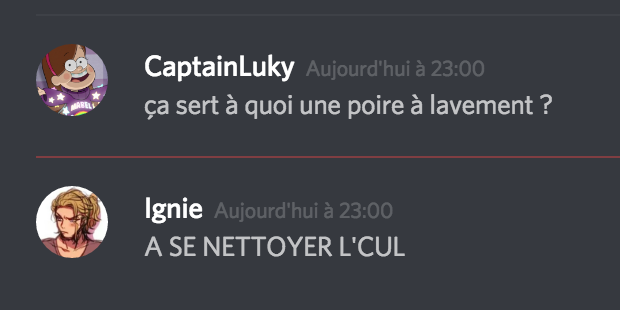 CaptainLuky Aujourd'hui à 23:00
ça sert à quoi une poire à lavement ?
Ignie Aujourd'hui à 23:00
A SE NETTOYER L'CUL